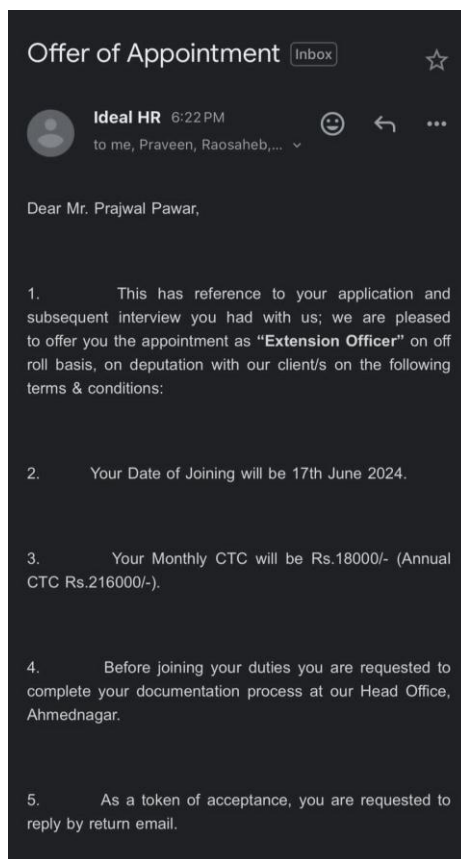 Offer of Appointment Inbox
Ideal HR 6:22 PM
to me, Praveen, Raosaheb,...
Dear Mr. Prajwal Pawar,
1. This has reference to your application and
subsequent interview you had with us; we are pleased
to offer you the appointment as “Extension Officer” on off
roll basis, on deputation with our client/s on the following
terms & conditions:
2. Your Date of Joining will be 17th June 2024.
3. Your Monthly CTC will be Rs.18000/- (Annual
CTC Rs.216000/-).
4. Before joining your duties you are requested to
complete your documentation process at our Head Office,
Ahmednagar.
5. As a token of acceptance, you are requested to
reply by return email.